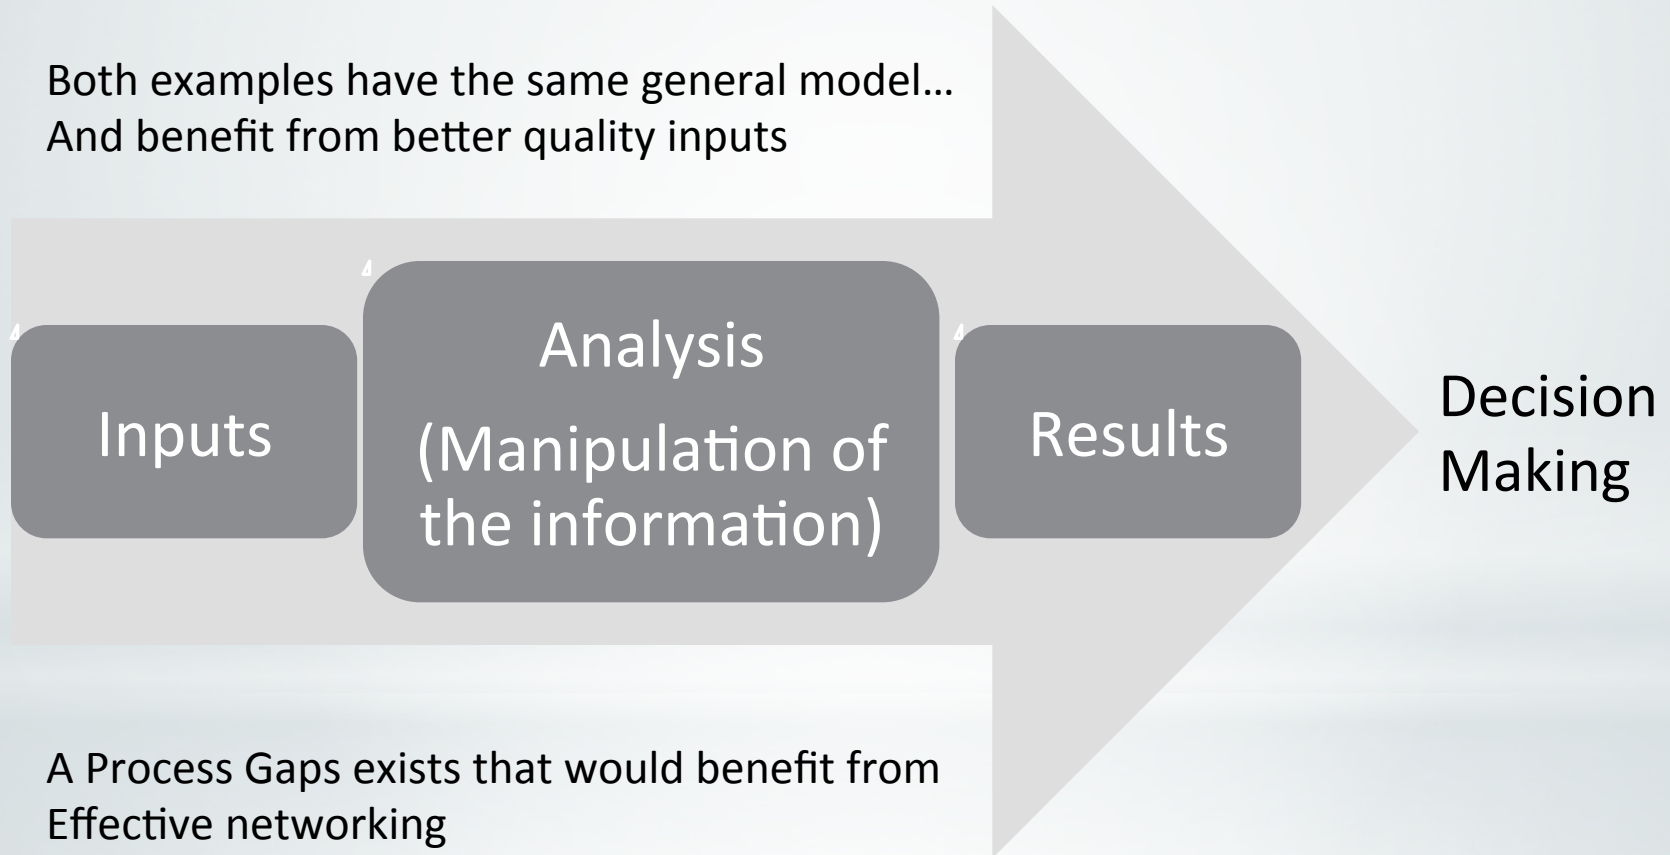 Both examples have the same general model…
And benefit from better quality inputs
Inputs
Analysis
(Manipulation of
the information)
Results
Decision
Making
A Process Gaps exists that would benefit from
Effective networking